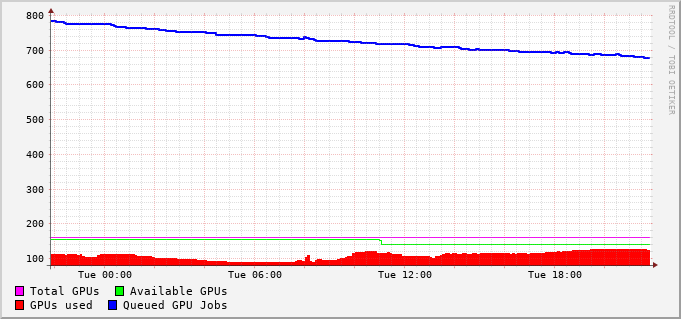 800
700
600
500
400
300
200
100
Tue 00:00 Tue 06:00 Tue 12:00 Tue 18:00
Total GPUs Available GPUs
GPUs used Queued GPU Jobs
RRDTOOL / TOBI OETIKER